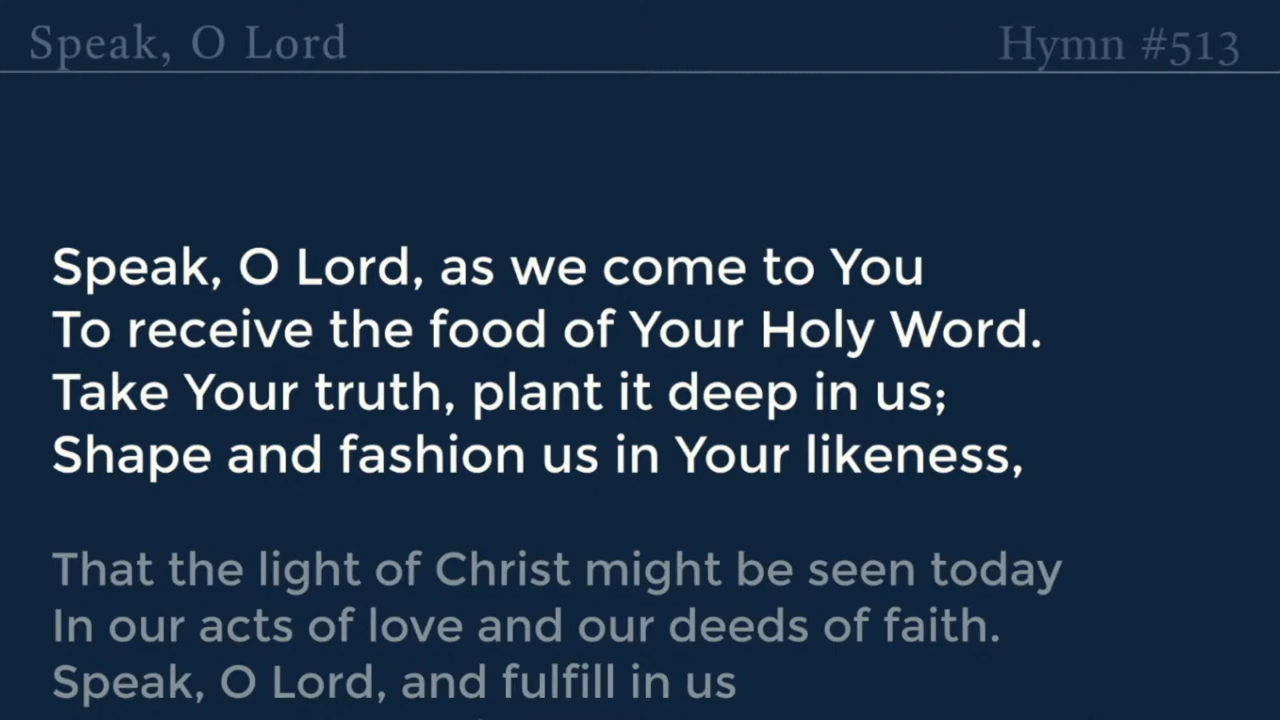 Speak, O Lord
Hymn #513
Speak, O Lord, as we come to You
To receive the food of Your Holy Word.
Take Your truth, plant it deep in us;
Shape and fashion us in Your likeness,
That the light of Christ might be seen today
In our acts of love and our deeds of faith.
Speak, O Lord, and fulfill in us